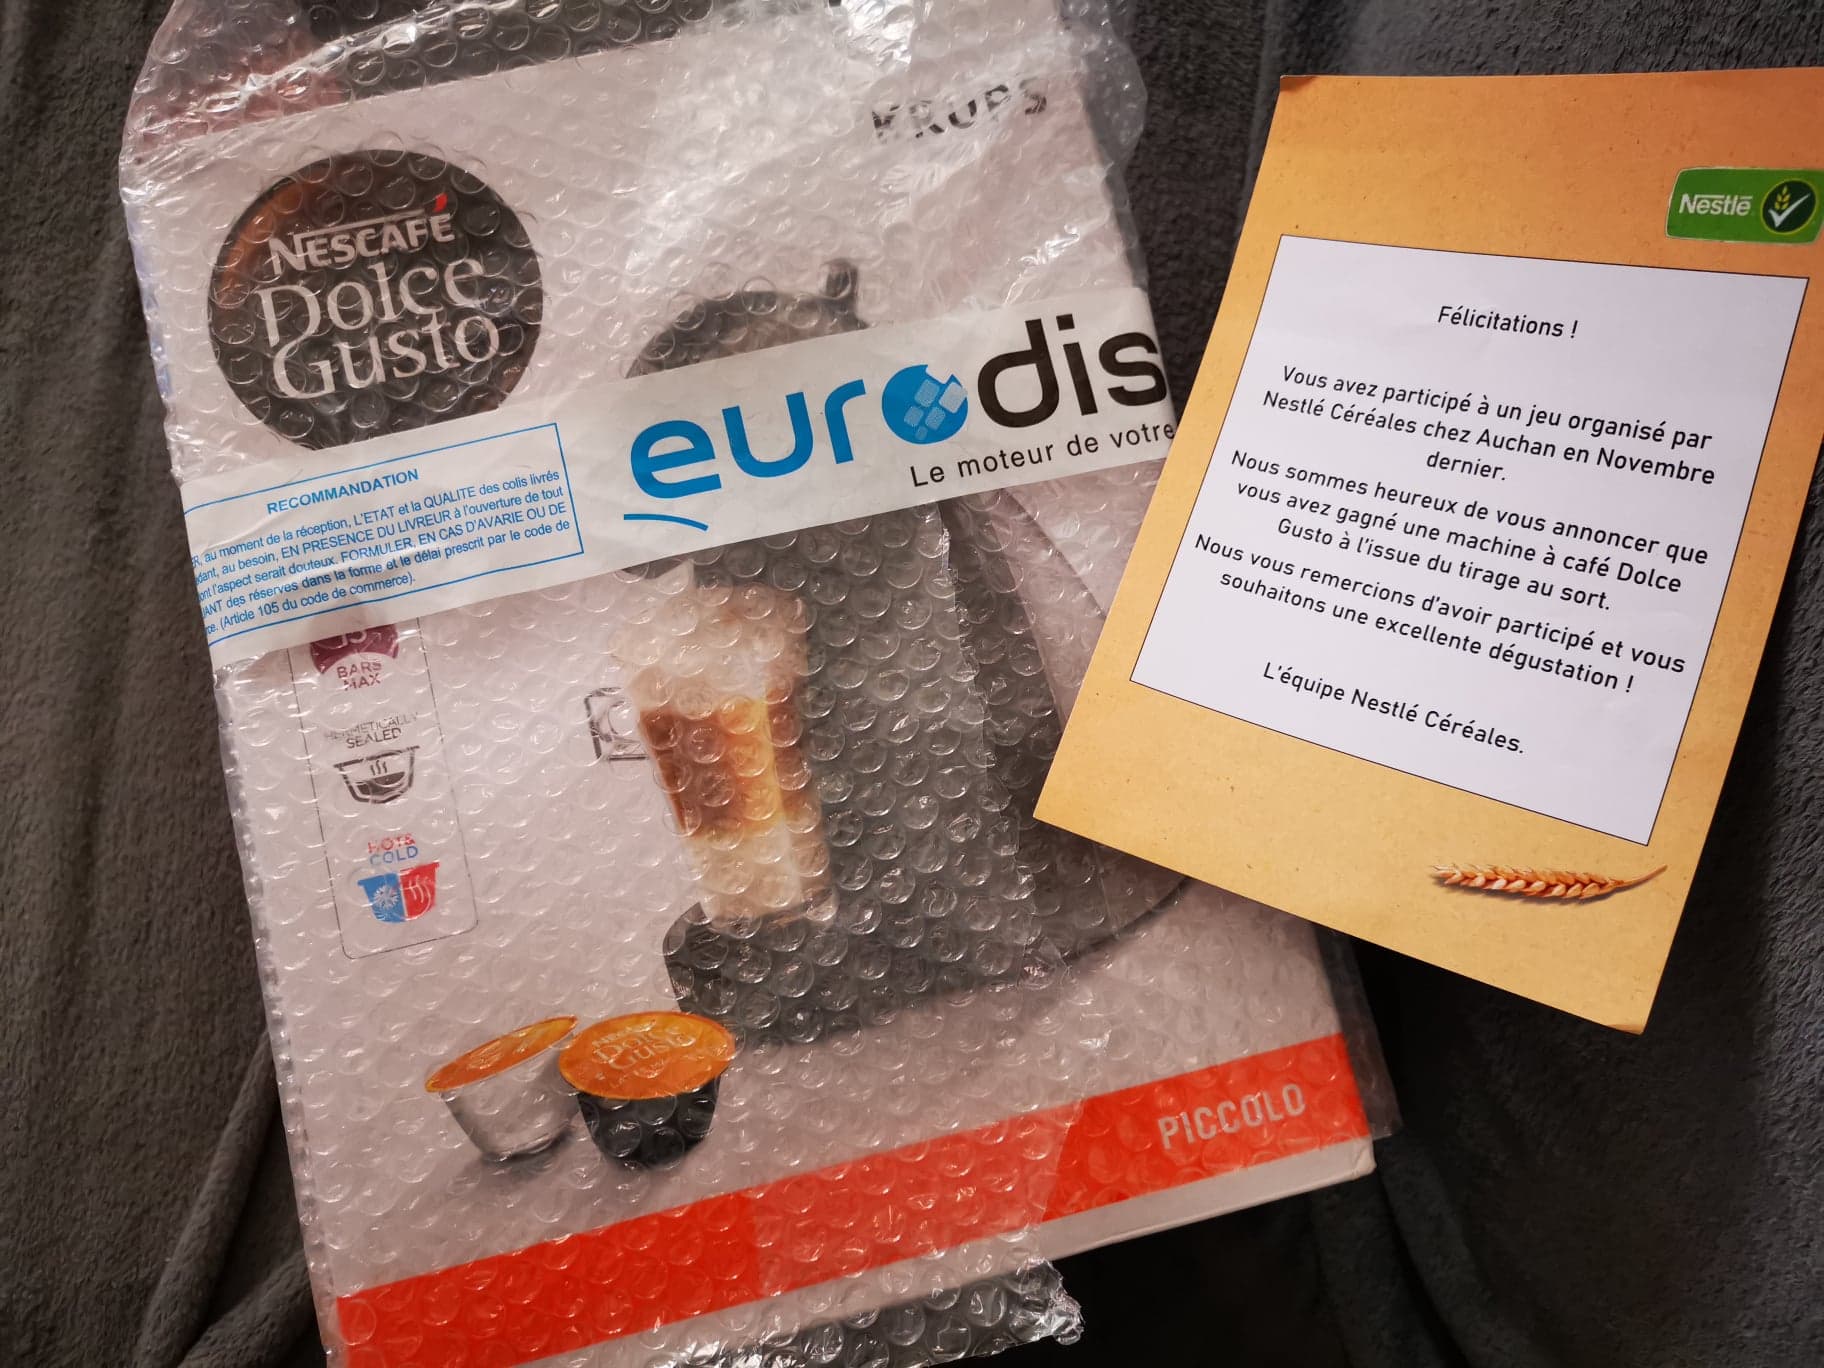 KRUPS
NESCAFÉ
Dolce
Gusto
eurodis
Le moteur de votre
RECOMMANDATION
au moment de la réception, L'ETAT et la QUALITE des colis livrés
au besoin, EN PRESENCE DU LIVREUR à l'ouverture de tout
l'aspect serait douteux. FORMULER, EN CAS D'AVARIE OU DE
des réserves dans la forme et le délai prescrit par le code de
(Article 105 du code de commerce).
15
BARS
MAX
HERMETICALLY
SEALED
HOT &
COLD
Dolce
Gusto
PICCOLO
Nestlé
Félicitations !
Vous avez participé à un jeu organisé par
Nestlé Céréales chez Auchan en Novembre
dernier.
Nous sommes heureux de vous annoncer que
vous avez gagné une machine à café Dolce
Gusto à l'issue du tirage au sort.
Nous vous remercions d'avoir participé et vous
souhaitons une excellente dégustation !
L'équipe Nestlé Céréales.